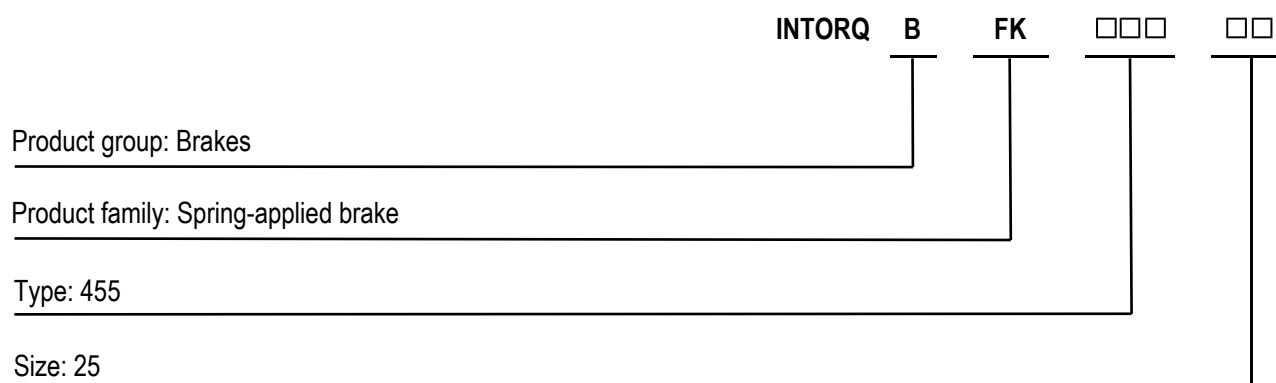 INTORQ B FK □□□ □□
Product group: Brakes
Product family: Spring-applied brake
Type: 455
Size: 25